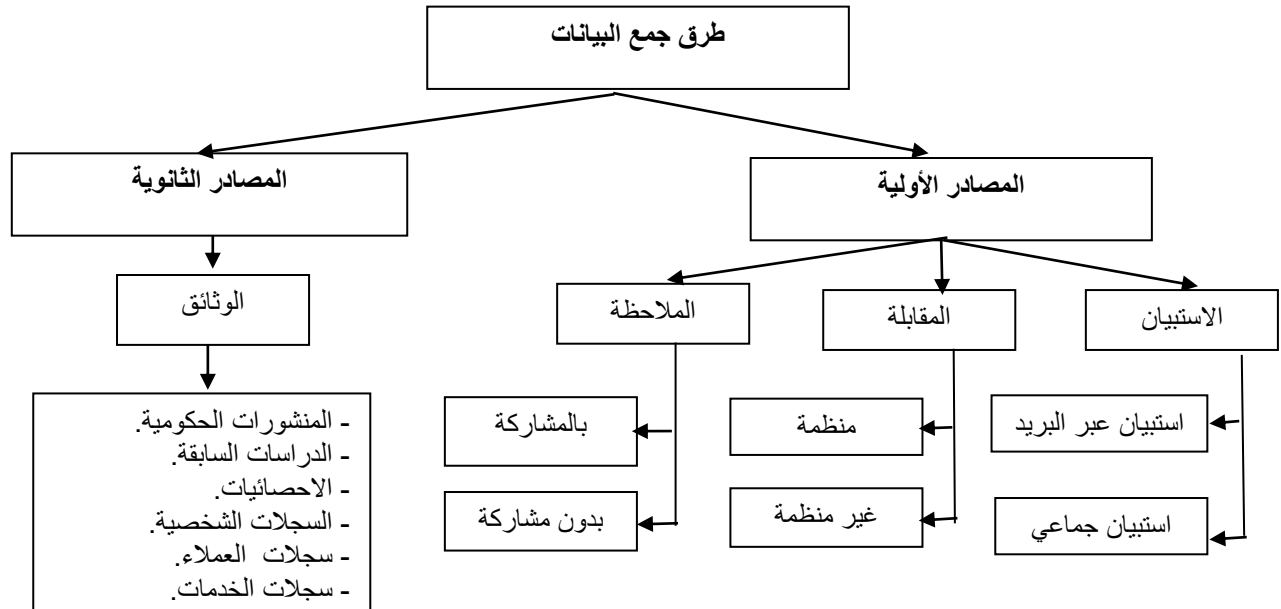 طرق جمع البيانات
المصادر الأولية
المصادر الثانوية
الاستبيان
المقابلة
الملاحظة
الوثائق
استبيان عبر البريد
منظمة
بالمشاركة
استبيان جماعي
غير منظمة
بدون مشاركة
- المنشورات الحكومية.
- الدراسات السابقة.
- الاحصائيات.
- السجلات الشخصية.
- سجلات العملاء.
- سجلات الخدمات.